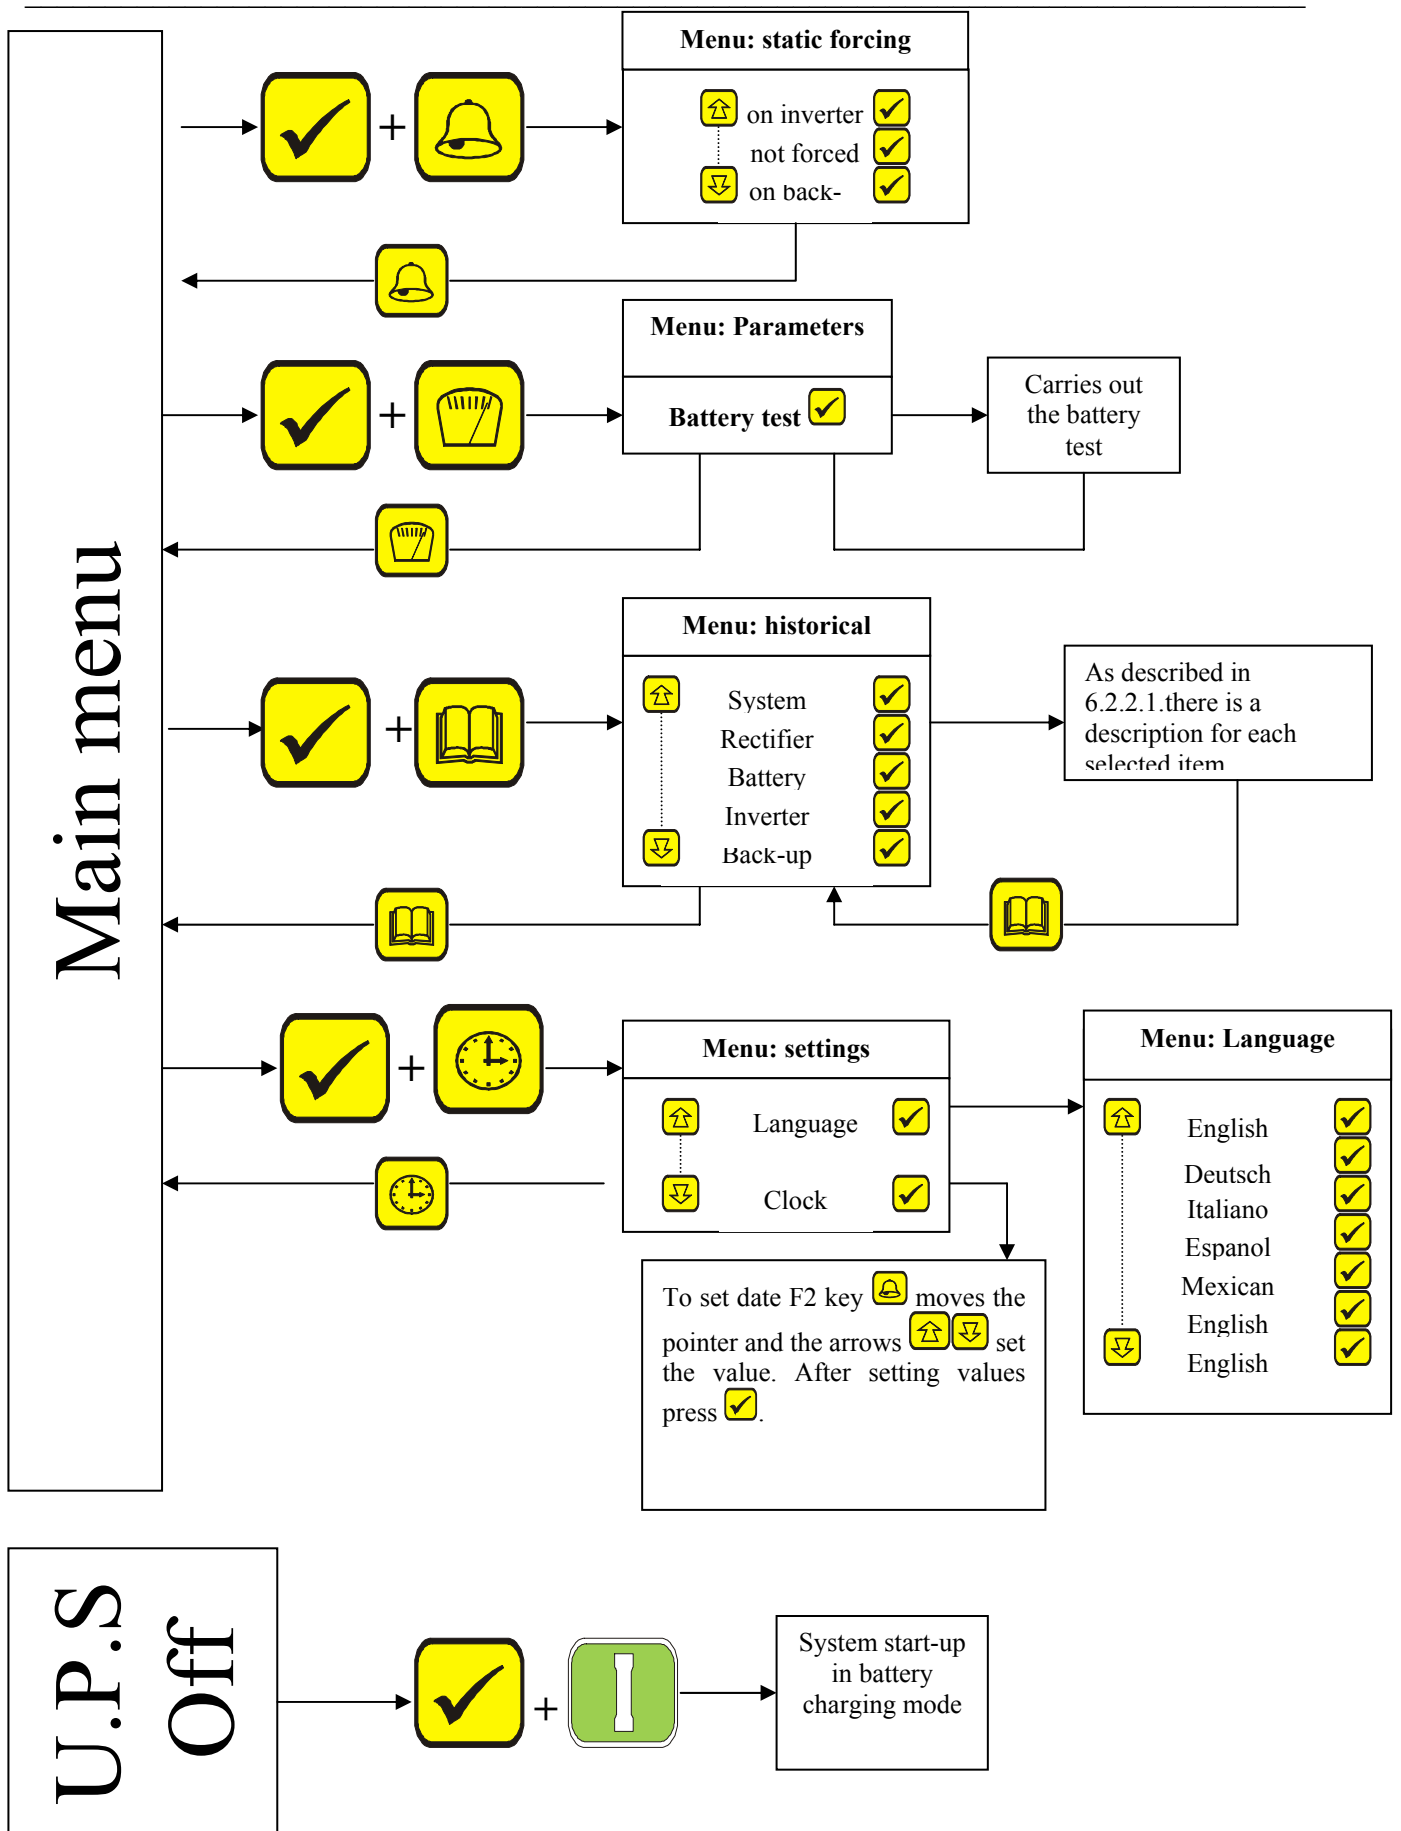 Main menu
+
Menu: static forcing
on inverter
not forced
on back-
+
Menu: Parameters
Battery test
Carries out
the battery
test
+
Menu: historical
System
Rectifier
Battery
Inverter
Back-up
As described in
6.2.2.1.there is a
description for each
selected item
+
Menu: settings
Language
Clock
Menu: Language
English
Deutsch
Italiano
Espanol
Mexican
English
English
To set date F2 key moves the
pointer and the arrows set
the value. After setting values
press .
U.P.S
Off
+
System start-up
in battery
charging mode